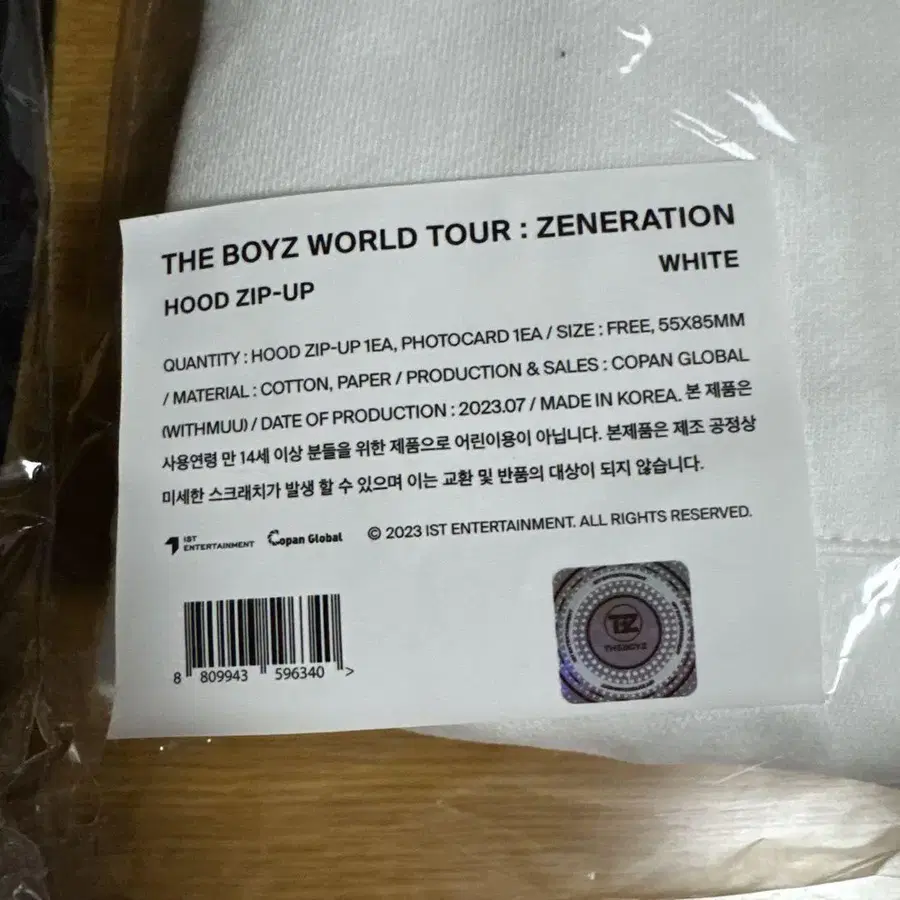 THE BOYZ WORLD TOUR : ZENERATION
HOOD ZIP-UP
WHITE
QUANTITY : HOOD ZIP-UP 1EA, PHOTOCARD 1EA / SIZE : FREE, 55X85MM
/ MATERIAL : COTTON, PAPER / PRODUCTION & SALES : COPAN GLOBAL
(WITHMUU) / DATE OF PRODUCTION : 2023.07 / MADE IN KOREA. 본 제품은
사용연령 만 14세 이상 분들을 위한 제품으로 어린이용이 아닙니다. 본제품은 제조 공정상
미세한 스크래치가 발생 할 수 있으며 이는 교환 및 반품의 대상이 되지 않습니다.
IST
ENTERTAINMENT
Copan Global
© 2023 IST ENTERTAINMENT. ALL RIGHTS RESERVED.
8 809943 596340 >
TZ
THEBOYZ